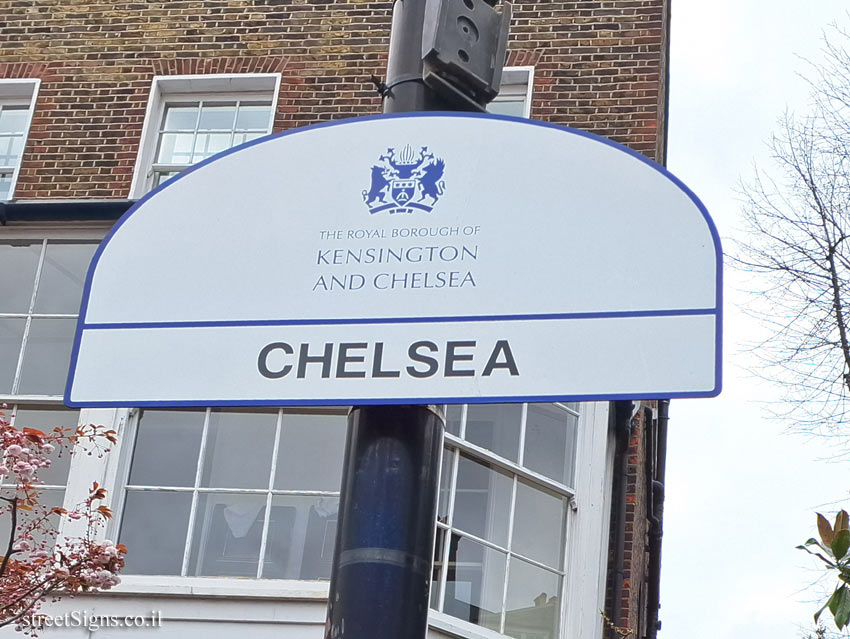 THE ROYAL BOROUGH OF
KENSINGTON
AND CHELSEA
CHELSEA
streetSigns.co.il